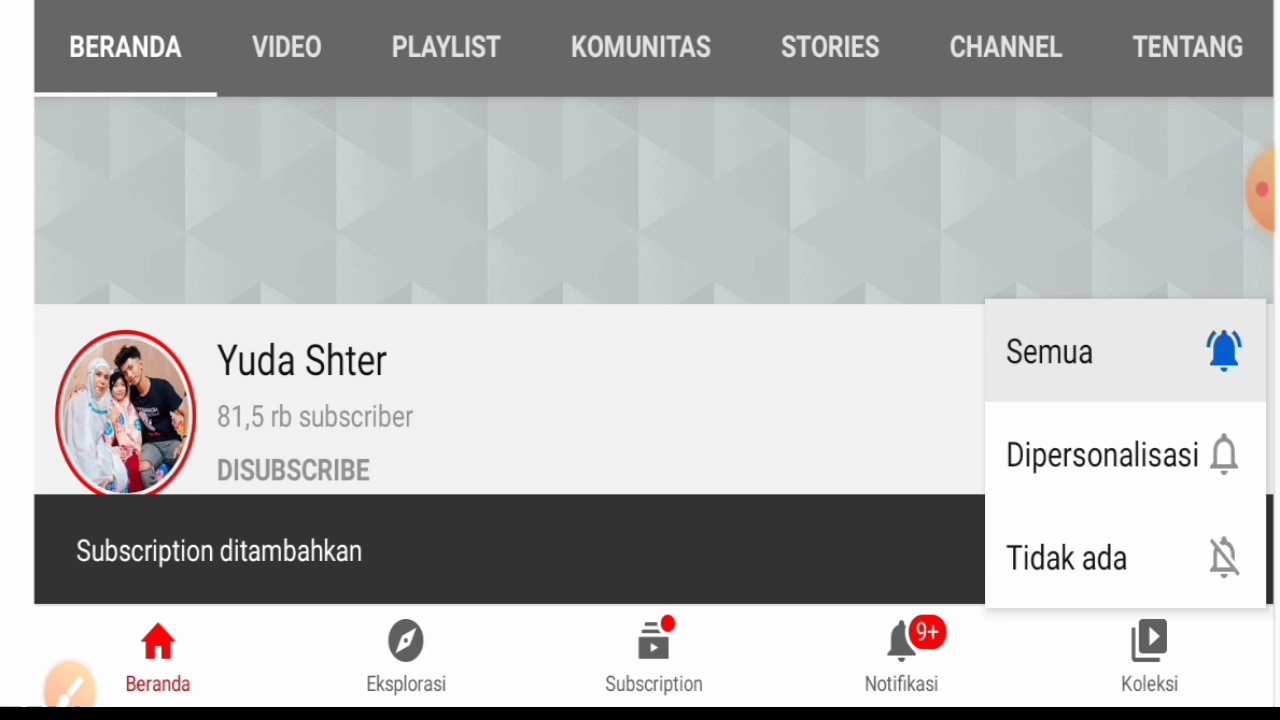 BERANDA VIDEO PLAYLIST KOMUNITAS STORIES CHANNEL TENTANG
Yuda Shter
81,5 rb subscriber
DISUBSCRIBE
Semua
Dipersonalisasi
Tidak ada
Subscription ditambahkan
9+
Beranda Eksplorasi Subscription Notifikasi Koleksi